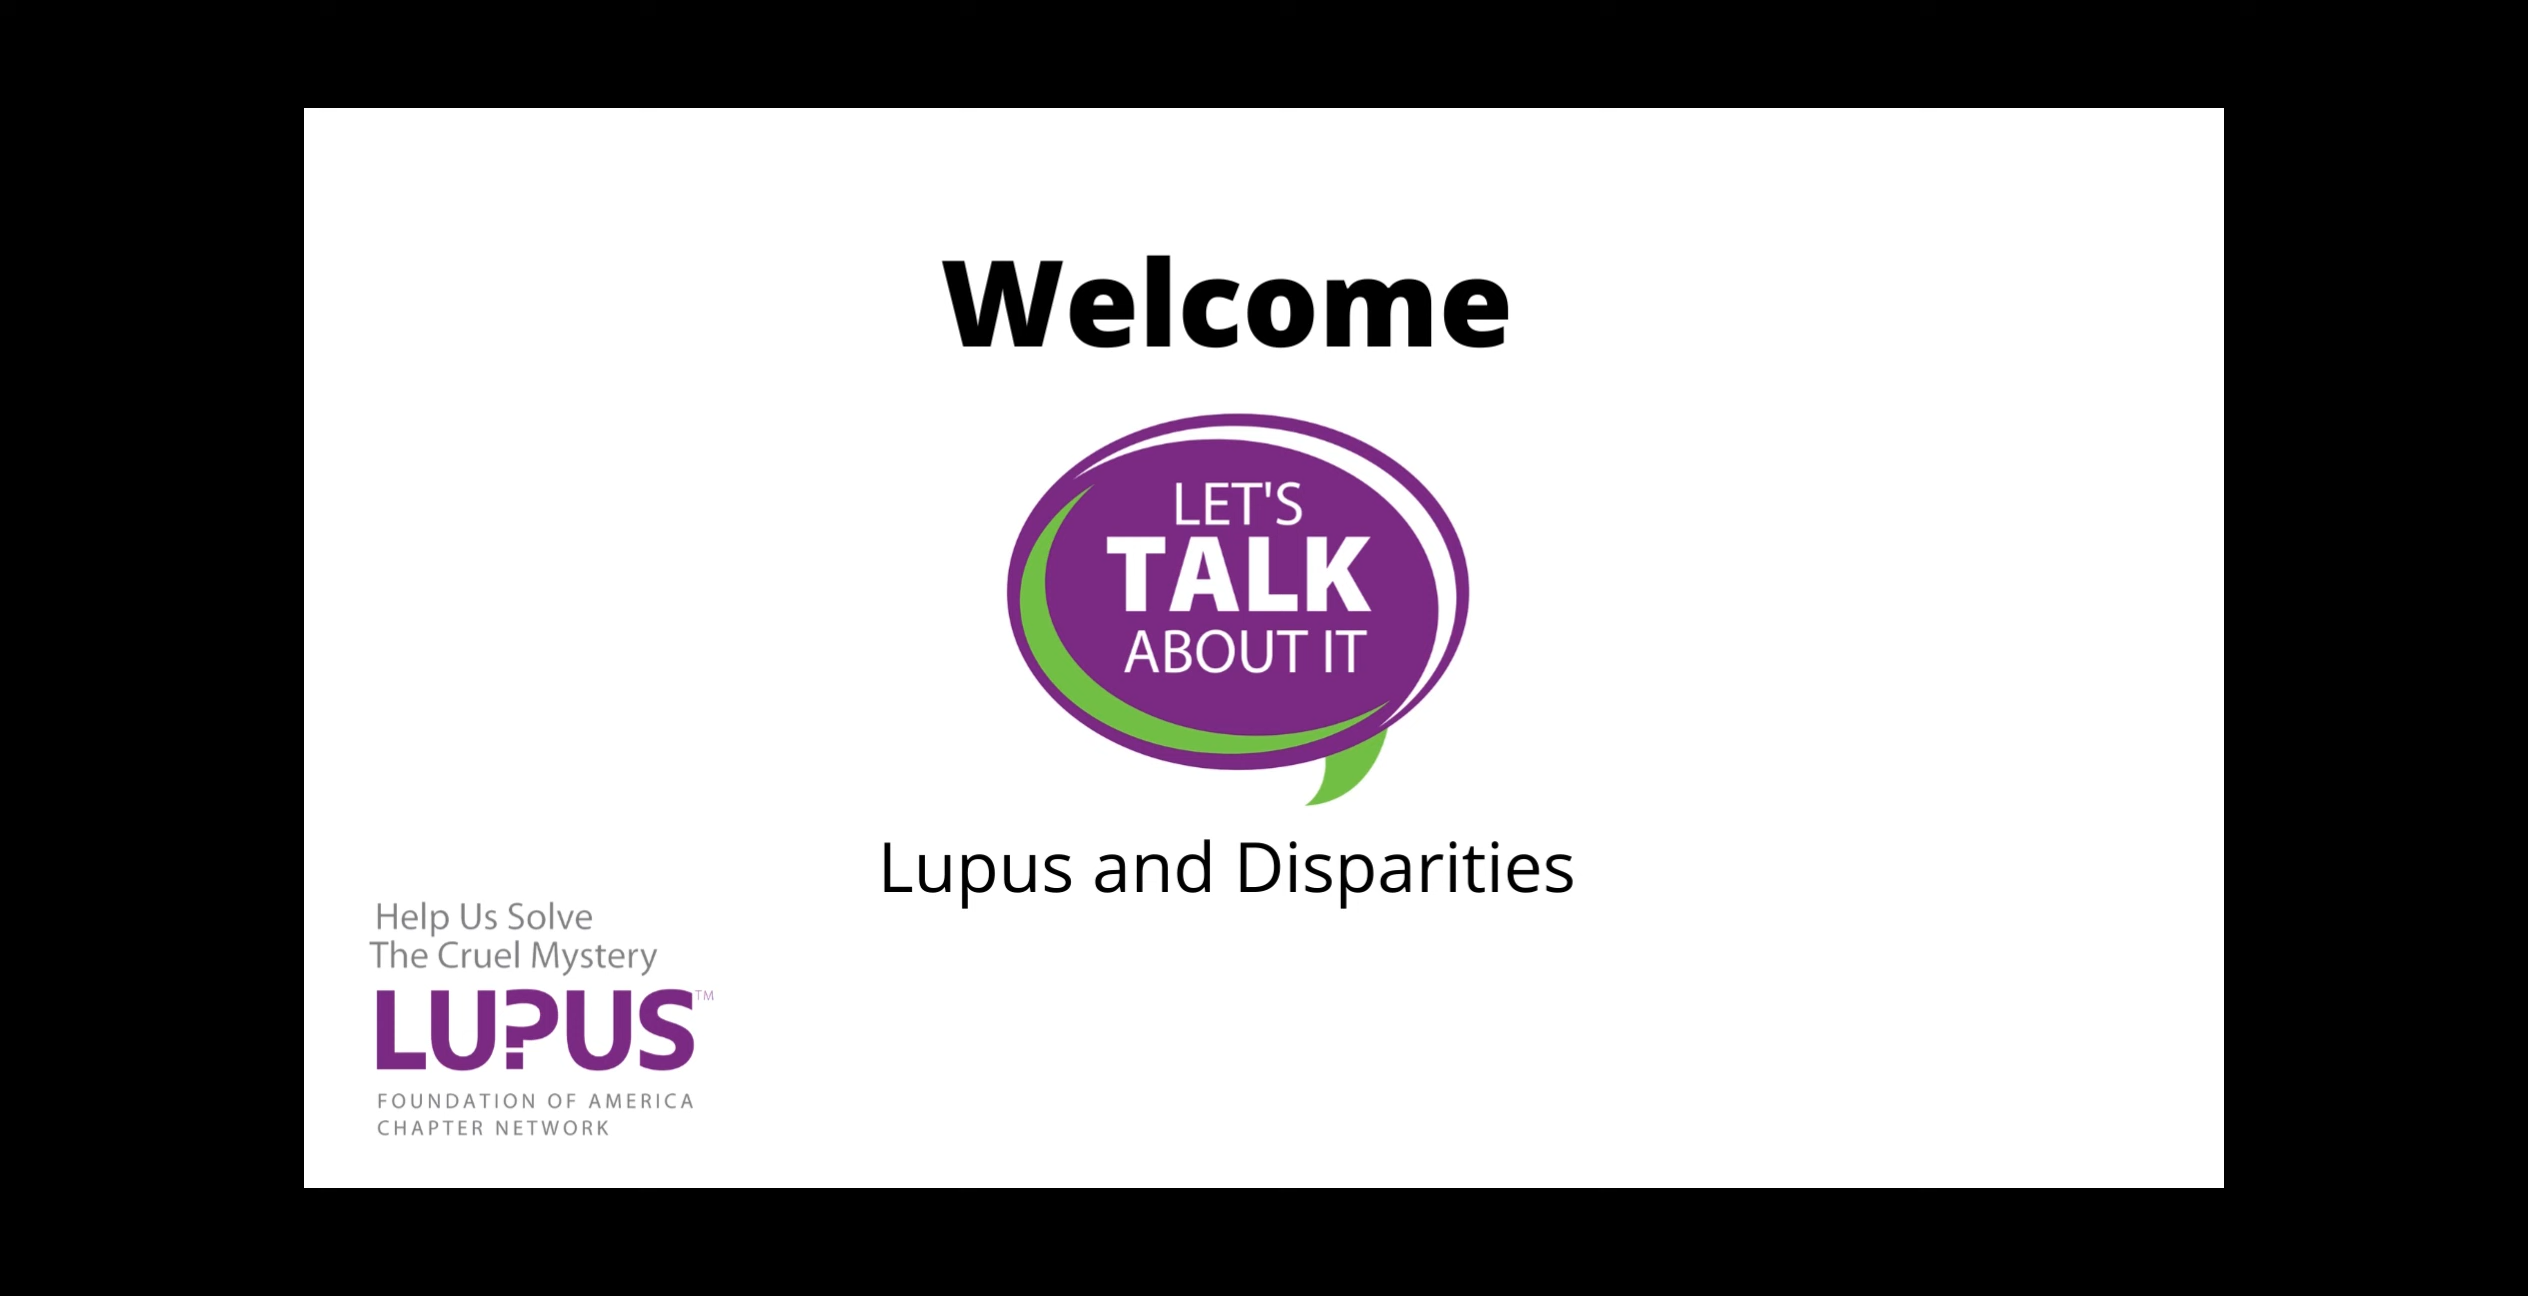 Welcome
LET'S
TALK
ABOUT IT
Lupus and Disparities
Help Us Solve
The Cruel Mystery
LUPUS™
FOUNDATION OF AMERICA
CHAPTER NETWORK